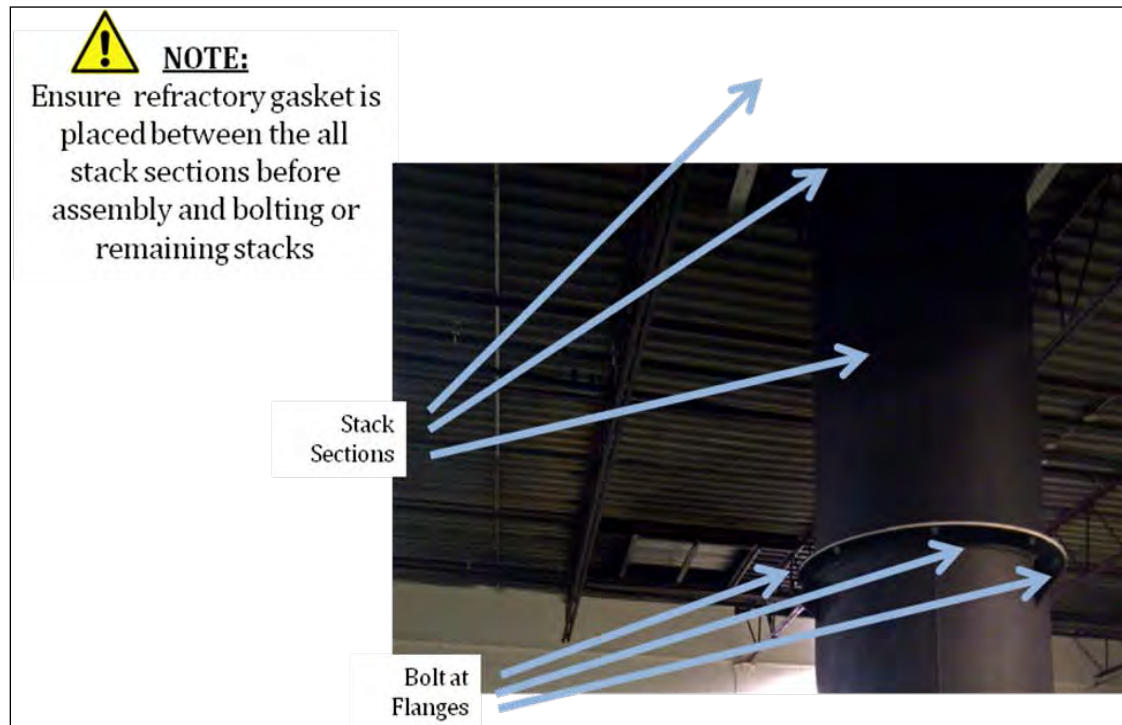 NOTE:
Ensure refractory gasket is
placed between the all
stack sections before
assembly and bolting or
remaining stacks
Stack
Sections
Bolt at
Flanges